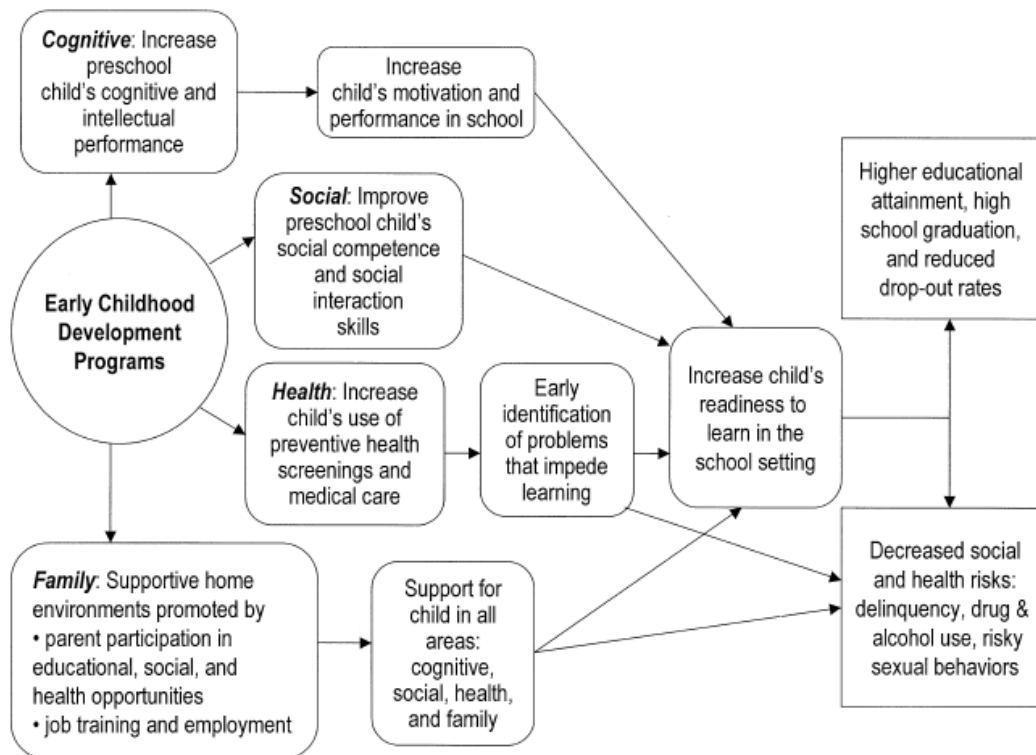 Cognitive: Increase
preschool
child's cognitive and
intellectual
performance
Increase
child's motivation and
performance in school
Social: Improve
preschool child's
social competence
and social
interaction
skills
Higher educational
attainment, high
school graduation,
and reduced
drop-out rates
Early Childhood
Development
Programs
Health: Increase
child's use of
preventive health
screenings and
medical care
Early
identification
of problems
that impede
learning
Increase child's
readiness to
learn in the
school setting
Family: Supportive home
environments promoted by
• parent participation in
educational, social, and
health opportunities
• job training and employment
Support for
child in all
areas:
cognitive,
social, health,
and family
Decreased social
and health risks:
delinquency, drug &
alcohol use, risky
sexual behaviors